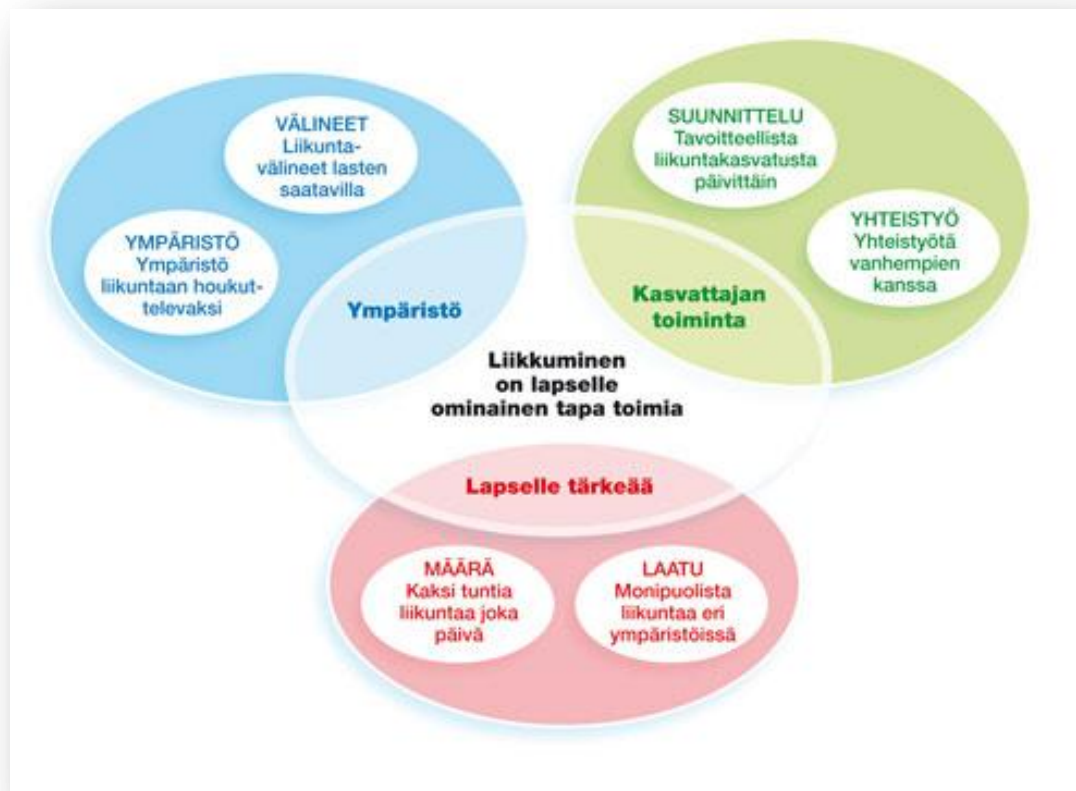 VÄLINEET
Liikunta-
välineet lasten
saatavilla
YMPÄRISTÖ
Ympäristö
liikuntaan houkut-
televaksi
Ympäristö
SUUNNITTELU
Tavoitteellista
liikuntakasvatusta
päivittäin
YHTEISTYÖ
Yhteistyötä
vanhempien
kanssa
Kasvattajan
toiminta
Liikkuminen
on lapselle
ominainen tapa toimia
Lapselle tärkeää
MÄÄRÄ
Kaksi tuntia
liikuntaa joka
päivä
LAATU
Monipuolista
liikuntaa eri
ympäristöissä